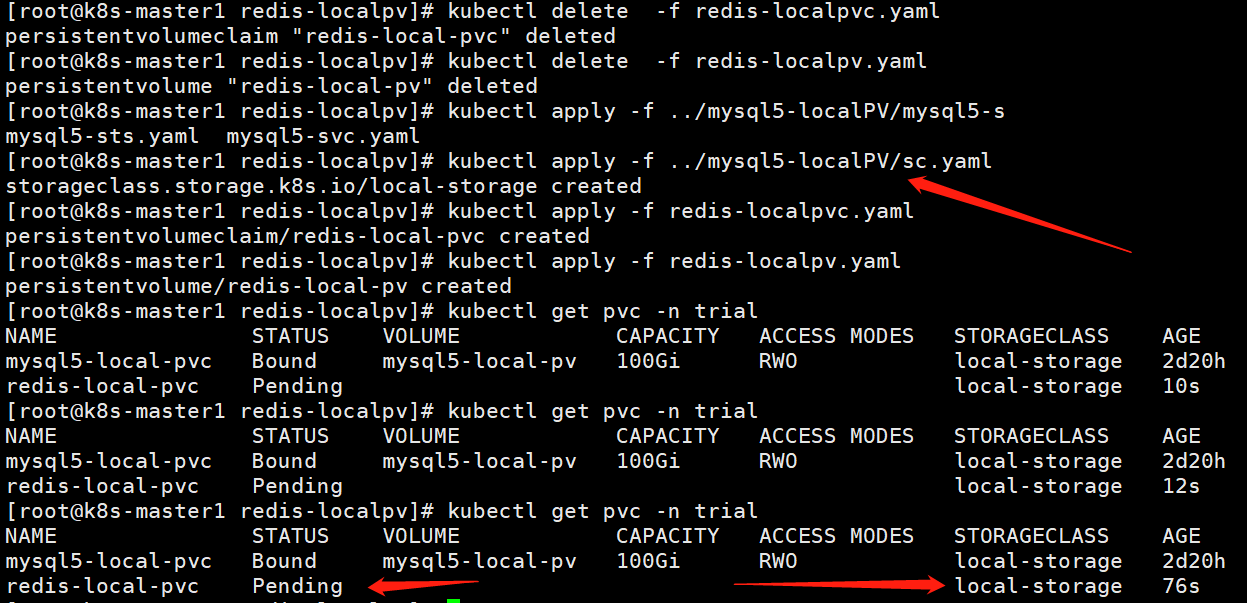 [root@k8s-master1 redis-localpv]# kubectl delete  -f redis-localpvc.yaml
persistentvolumeclaim "redis-local-pvc" deleted
[root@k8s-master1 redis-localpv]# kubectl delete  -f redis-localpv.yaml
persistentvolume "redis-local-pv" deleted
[root@k8s-master1 redis-localpv]# kubectl apply -f ../mysql5-localPV/mysql5-s
mysql5-sts.yaml  mysql5-svc.yaml
[root@k8s-master1 redis-localpv]# kubectl apply -f ../mysql5-localPV/sc.yaml
storageclass.storage.k8s.io/local-storage created
[root@k8s-master1 redis-localpv]# kubectl apply -f redis-localpvc.yaml
persistentvolumeclaim/redis-local-pvc created
[root@k8s-master1 redis-localpv]# kubectl apply -f redis-localpv.yaml
persistentvolume/redis-local-pv created
[root@k8s-master1 redis-localpv]# kubectl get pvc -n trial
NAME               STATUS    VOLUME            CAPACITY   ACCESS MODES   STORAGECLASS    AGE
mysql5-local-pvc   Bound     mysql5-local-pv   100Gi      RWO            local-storage   2d20h
redis-local-pvc    Pending                                               local-storage   10s
[root@k8s-master1 redis-localpv]# kubectl get pvc -n trial
NAME               STATUS    VOLUME            CAPACITY   ACCESS MODES   STORAGECLASS    AGE
mysql5-local-pvc   Bound     mysql5-local-pv   100Gi      RWO            local-storage   2d20h
redis-local-pvc    Pending                                               local-storage   12s
[root@k8s-master1 redis-localpv]# kubectl get pvc -n trial
NAME               STATUS    VOLUME            CAPACITY   ACCESS MODES   STORAGECLASS    AGE
mysql5-local-pvc   Bound     mysql5-local-pv   100Gi      RWO            local-storage   2d20h
redis-local-pvc    Pending                                               local-storage   76s